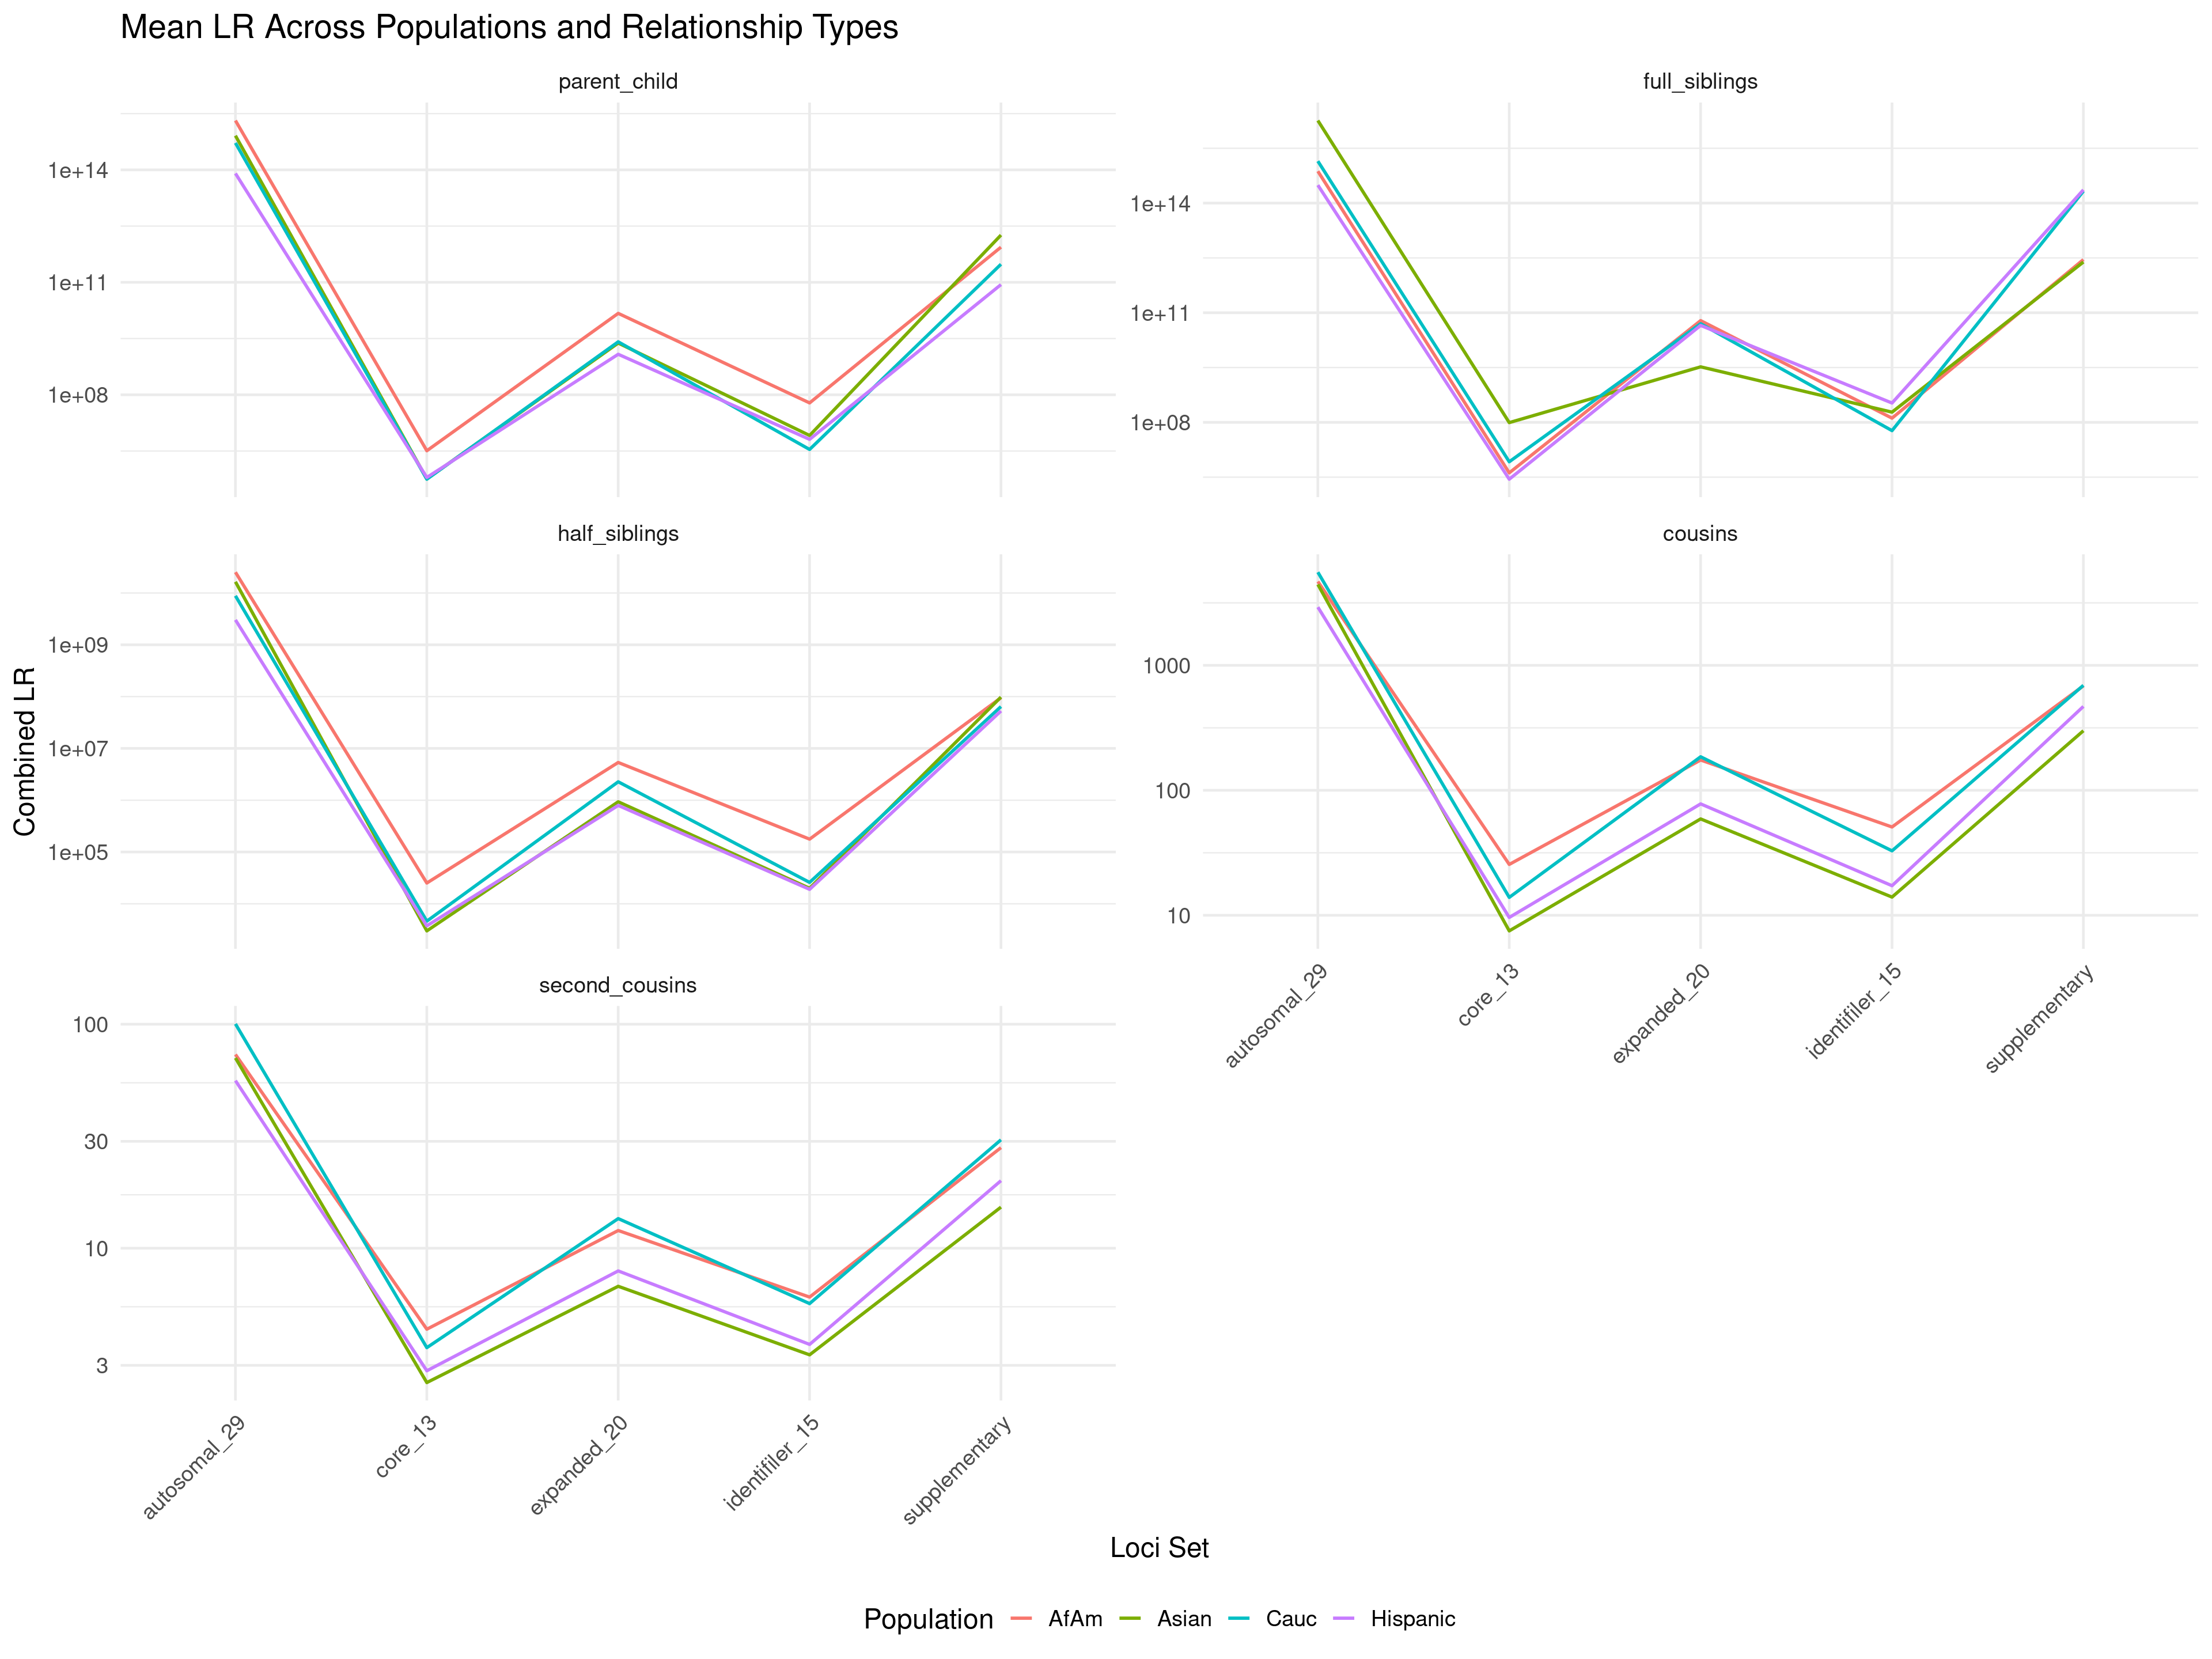 Mean LR Across Populations and Relationship Types
parent_child
full_siblings
1e+14
1e+11
1e+08
1e+14
1e+11
1e+08
half_siblings
cousins
Combined LR
1e+09
1e+07
1e+05
1000
100
10
autosomal_29
core_13
expanded_20
identifiler_15
supplementary
second_cousins
100
30
10
3
autosomal_29
core_13
expanded_20
identifiler_15
supplementary
Loci Set
Population AfAm Asian Cauc Hispanic